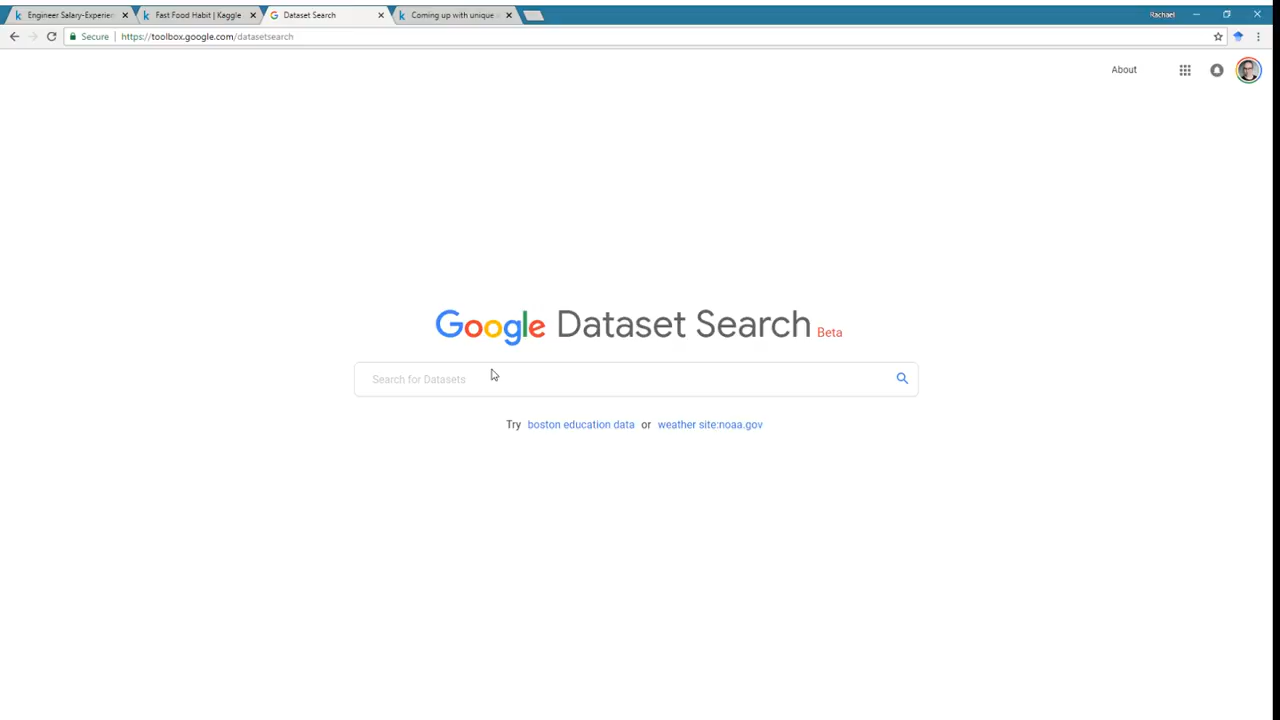 Engineer Salary-Experien
Fast Food Habit | Kaggle
Dataset Search
Coming up with unique
Rachael
Secure
https://toolbox.google.com/datasetsearch
About
Google Dataset Search Beta
Search for Datasets
Try boston education data or weather site:noaa.gov